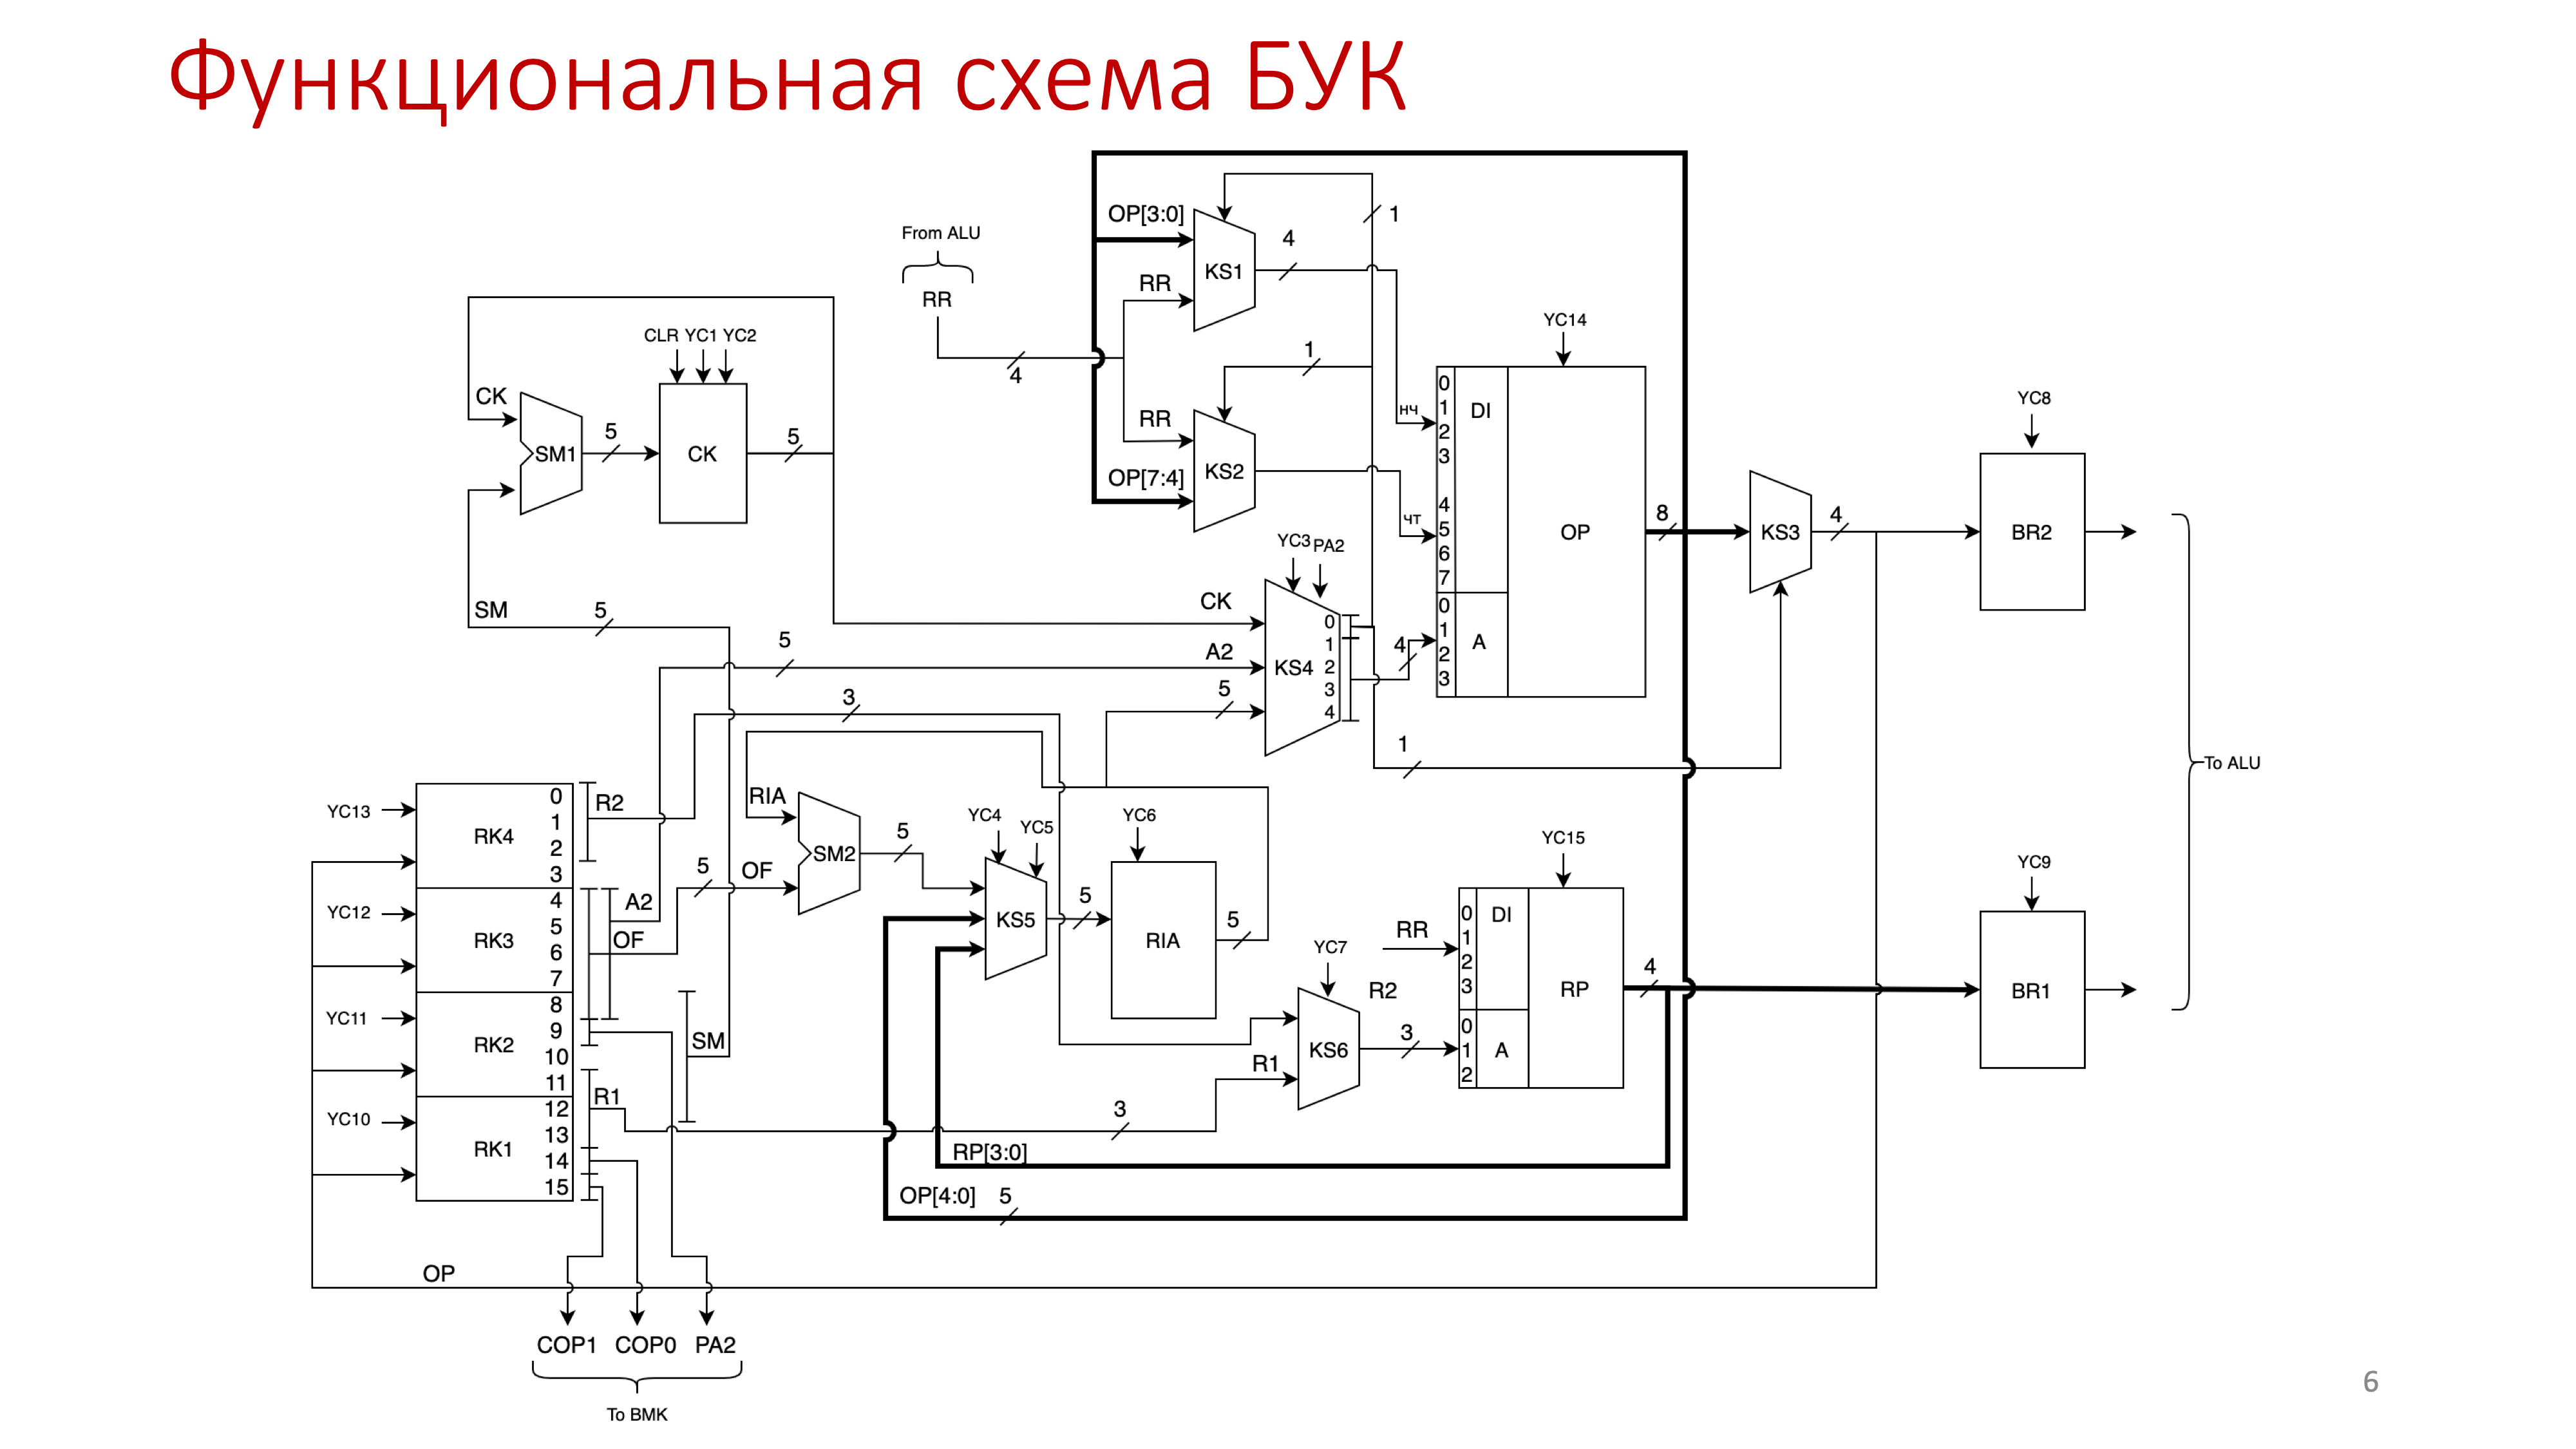 Функциональная схема БУК
From ALU
RR
4
OP[3:0]
RR
KS1
4
1
RR
OP[7:4]
KS2
1
CK
SM1
5
CLR YC1 YC2
CK
5
SM
5
YC14
0
1
2
3
4
5
6
7
DI
нч
чт
OP
0
1
2
3
A
8
KS3
4
YC8
BR2
YC3 PA2
CK
A2
5
5
KS4
0
1
2
3
4
4
1
3
To ALU
YC13
RK4
0
1
2
3
R2
YC12
RK3
4
5
6
7
A2
OF
YC11
RK2
8
9
10
11
SM
YC10
RK1
12
13
14
15
R1
RIA
5
OF
SM2
5
YC4
YC5
KS5
5
YC6
RIA
5
YC7
R2
R1
KS6
3
3
RR
YC15
0
1
2
3
DI
RP
0
1
2
A
4
YC9
BR1
RP[3:0]
OP[4:0] 5
OP
COP1 COP0 PA2
To BMK
6